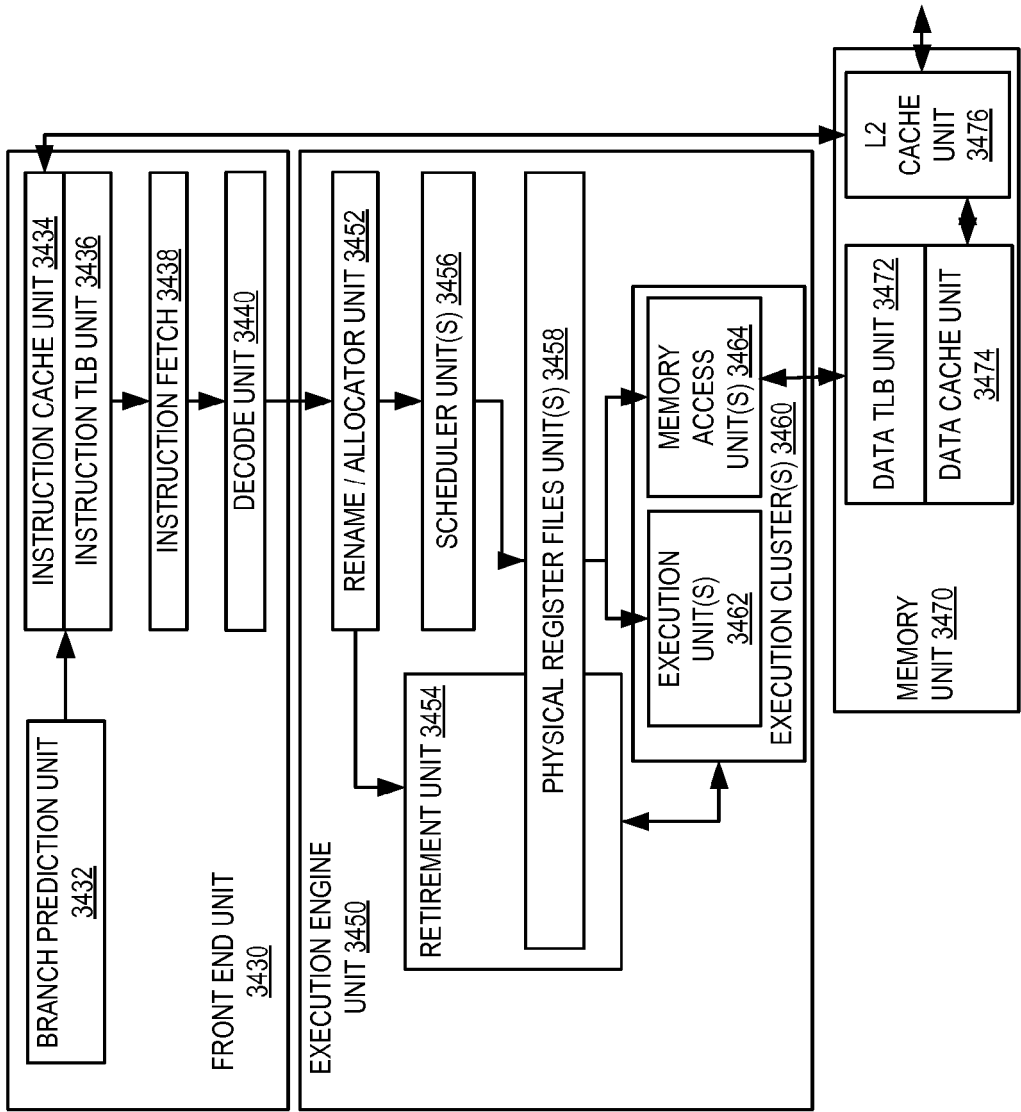 BRANCH PREDICTION UNIT
3432
INSTRUCTION CACHE UNIT 3434
INSTRUCTION TLB UNIT 3436
INSTRUCTION FETCH 3438
DECODE UNIT 3440
FRONT END UNIT
3430
EXECUTION ENGINE
UNIT 3450
RENAME / ALLOCATOR UNIT 3452
RETIREMENT UNIT 3454
SCHEDULER UNIT(S) 3456
PHYSICAL REGISTER FILES UNIT(S) 3458
EXECUTION
UNIT(S)
3462
MEMORY
ACCESS
UNIT(S) 3464
EXECUTION CLUSTER(S) 3460
MEMORY
UNIT 3470
DATA TLB UNIT 3472
DATA CACHE UNIT
3474
L2
CACHE
UNIT
3476